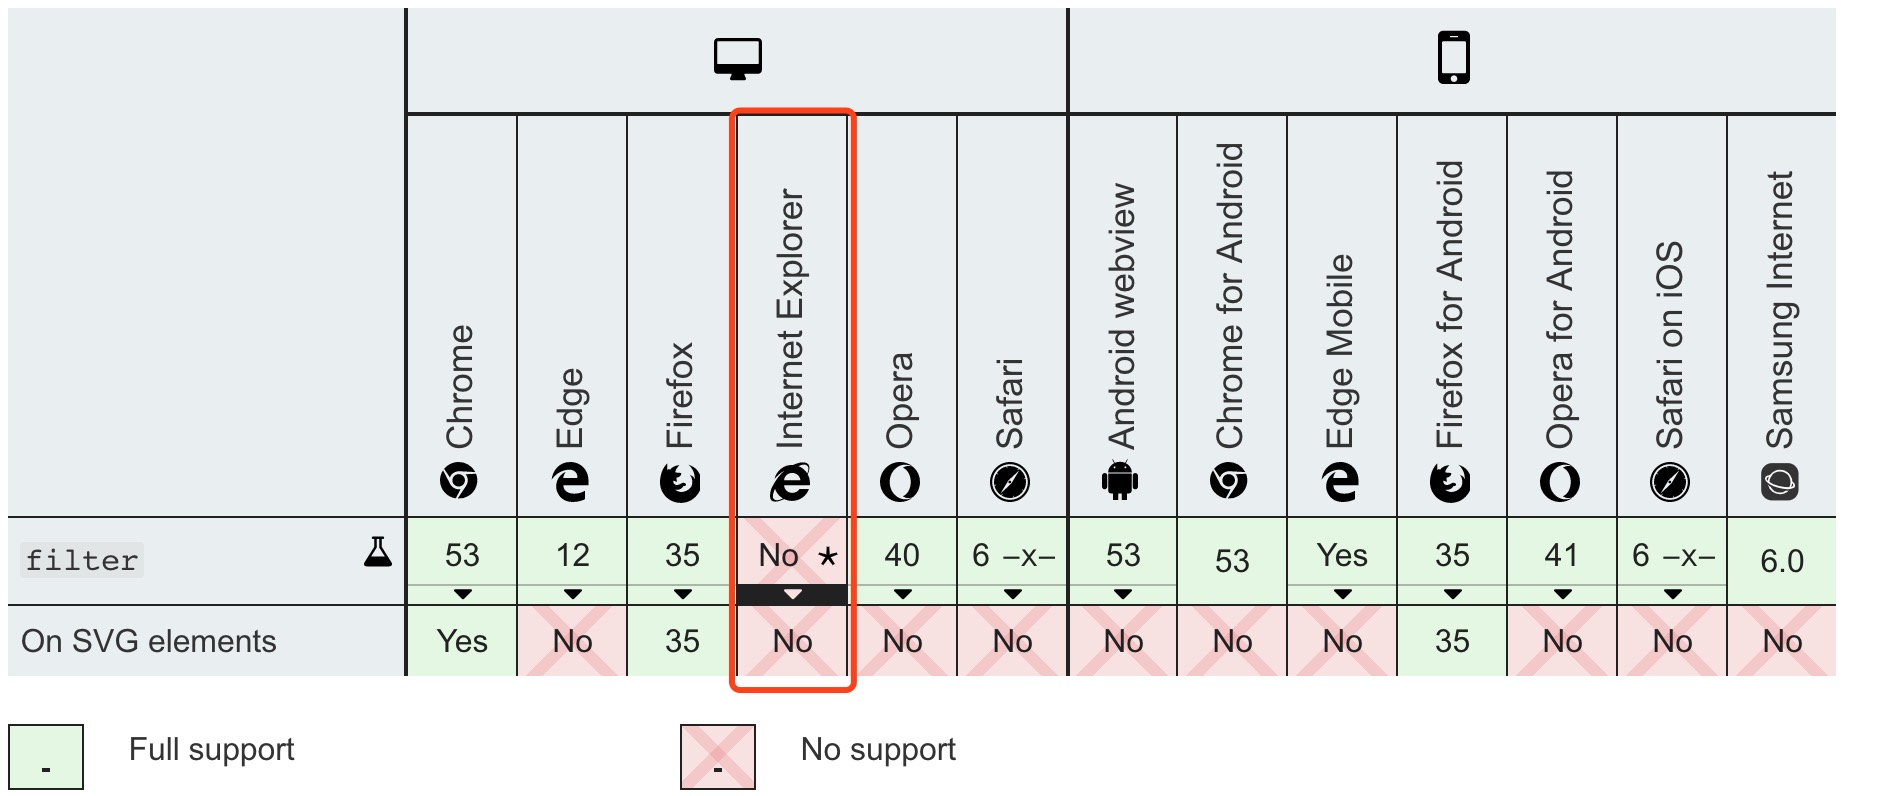 Chrome
Edge
Firefox
Internet Explorer
Opera
Safari
Android webview
Chrome for Android
Edge Mobile
Firefox for Android
Opera for Android
Safari on iOS
Samsung Internet
filter 53 12 35 No * 40 6 –x– 53 53 Yes 35 41 6 –x– 6.0
On SVG elements Yes No 35 No No No No No No 35 No No No
- Full support - No support